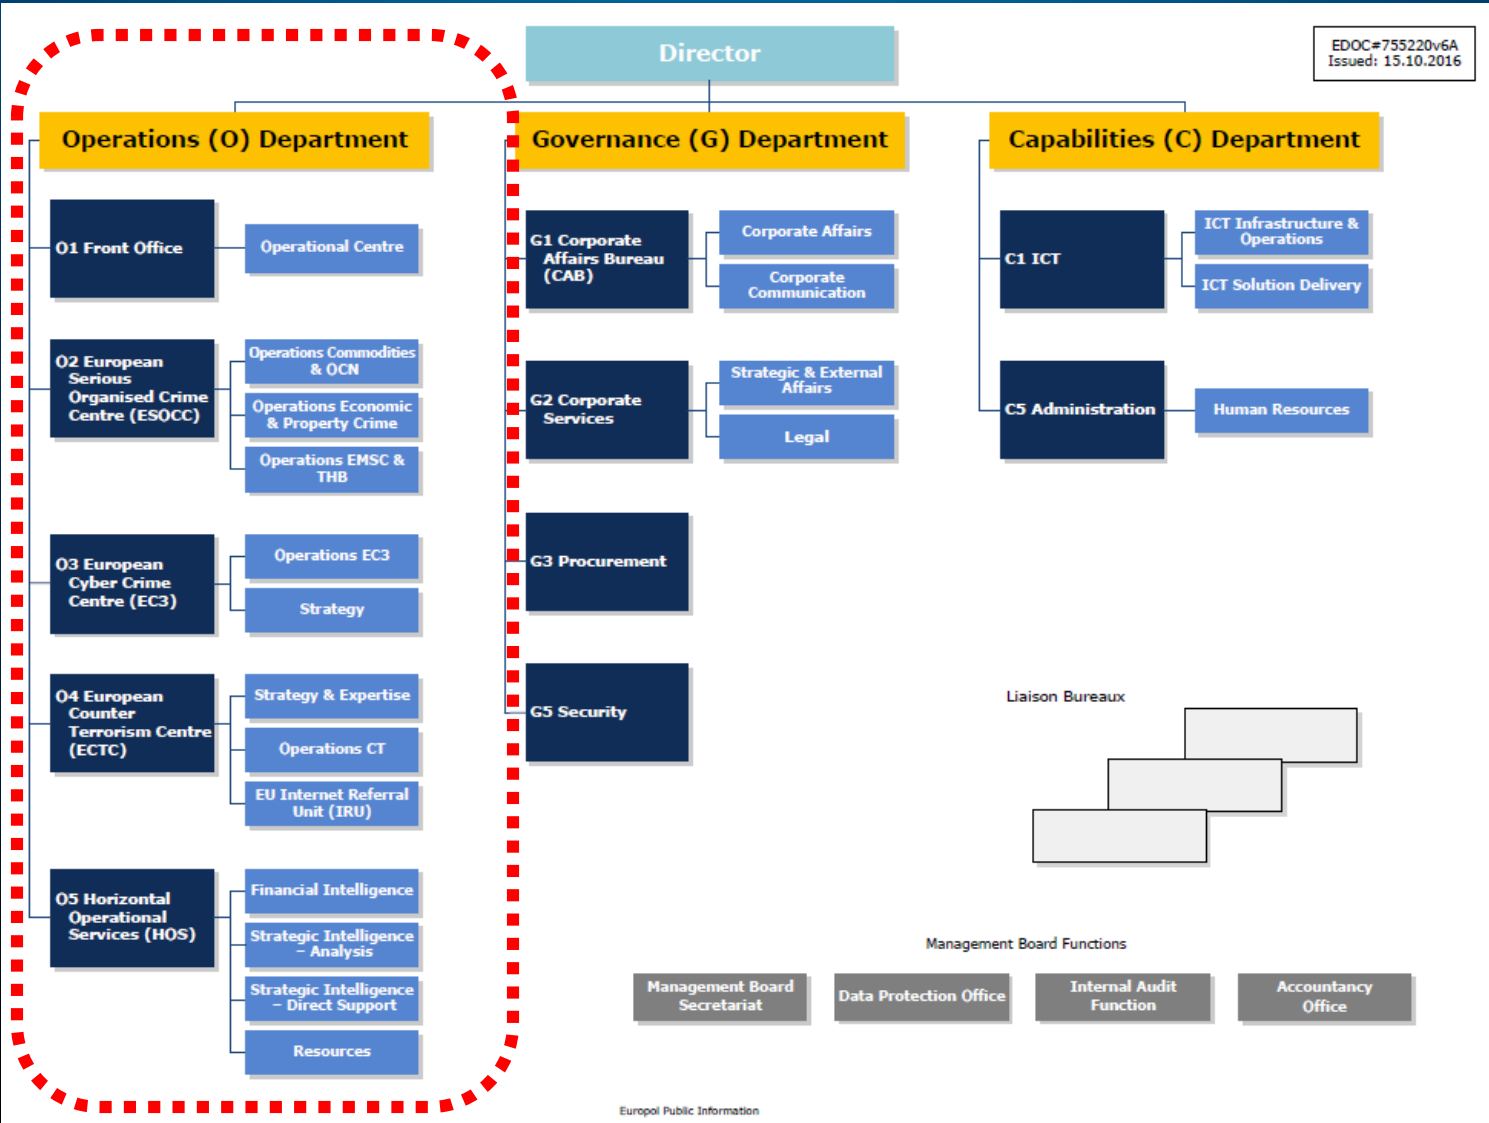 Director
EDOC#755220v6A
Issued: 15.10.2016
Operations (O) Department
Governance (G) Department
Capabilities (C) Department
O1 Front Office
Operational Centre
O2 European
Serious
Organised Crime
Centre (ESOCC)
Operations Commodities
& OCN
Operations Economic
& Property Crime
Operations EMSC &
THB
O3 European
Cyber Crime
Centre (EC3)
Operations EC3
Strategy
O4 European
Counter
Terrorism Centre
(ECTC)
Strategy & Expertise
Operations CT
EU Internet Referral
Unit (IRU)
O5 Horizontal
Operational
Services (HOS)
Financial Intelligence
Strategic Intelligence
– Analysis
Strategic Intelligence
– Direct Support
Resources
G1 Corporate
Affairs Bureau
(CAB)
Corporate Affairs
Corporate
Communication
G2 Corporate
Services
Strategic & External
Affairs
Legal
G3 Procurement
G5 Security
C1 ICT
ICT Infrastructure &
Operations
ICT Solution Delivery
C5 Administration
Human Resources
Liaison Bureaux
Management Board Functions
Management Board
Secretariat
Data Protection Office
Internal Audit
Function
Accountancy
Office
Europol Public Information